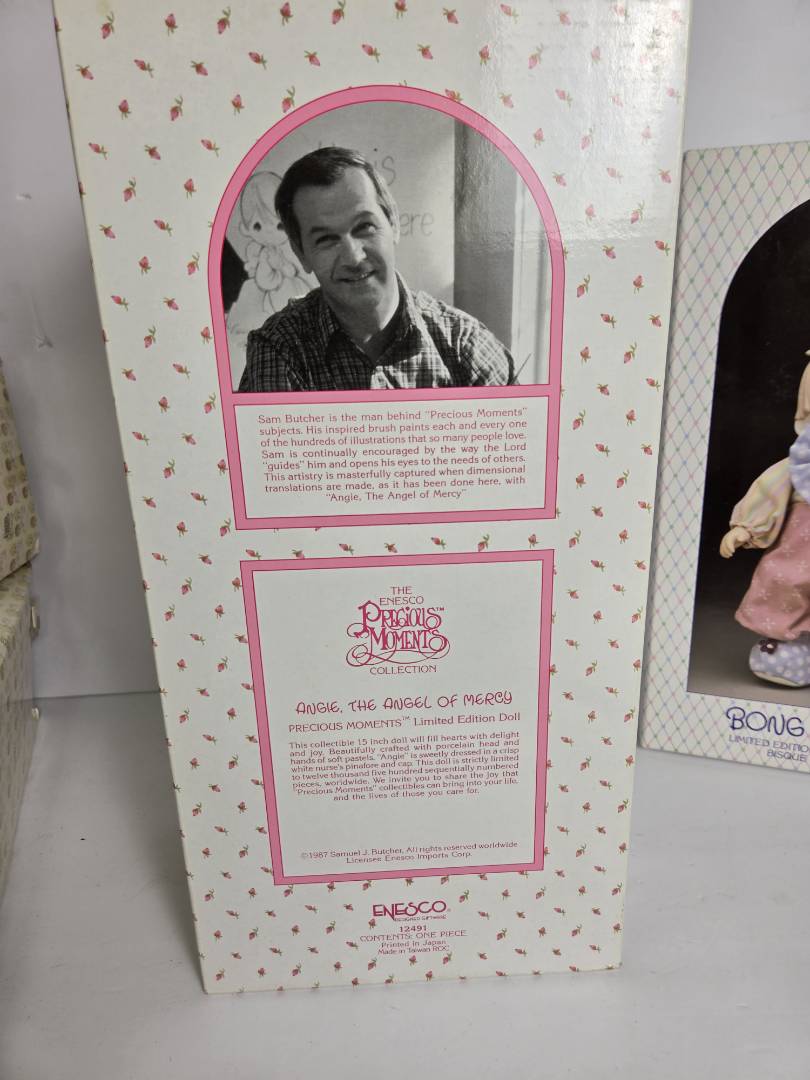 is
ere
Sam Butcher is the man behind "Precious Moments"
subjects. His inspired brush paints each and every one
of the hundreds of illustrations that so many people love.
Sam is continually encouraged by the way the Lord
"guides" him and opens his eyes to the needs of others.
This artistry is masterfully captured when dimensional
translations are made, as it has been done here, with
"Angie, The Angel of Mercy"
THE
ENESCO
PRECIOUS™
MOMENTS
COLLECTION
ANGIE, THE ANGEL OF MERCY
PRECIOUS MOMENTS™ Limited Edition Doll
This collectible 15 inch doll will fill hearts with delight
and joy. Beautifully crafted with porcelain head and
hands of soft pastels. "Angie" is sweetly dressed in a crisp
white nurse's pinafore and cap. This doll is strictly limited
to twelve thousand five hundred sequentially numbered
pieces, worldwide. We invite you to share the joy that
"Precious Moments" collectibles can bring into your life,
and the lives of those you care for.
©1987 Samuel J. Butcher, All rights reserved worldwide
Licensee Enesco Imports Corp.
ENESCO®
DESIGNED GIFTWARE
12491
CONTENTS: ONE PIECE
Printed in Japan
Made in Taiwan ROC
BONG
LIMITED EDITIO
BISQUE